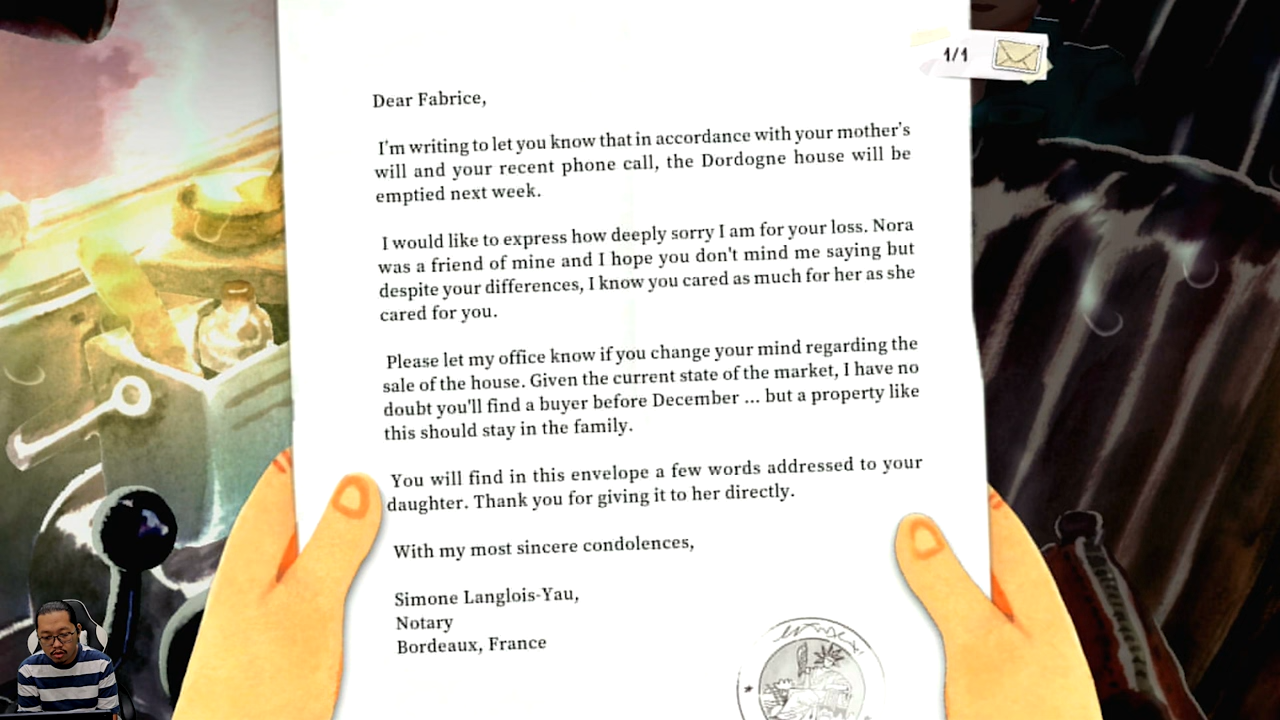 1/1
Dear Fabrice,
I'm writing to let you know that in accordance with your mother's
will and your recent phone call, the Dordogne house will be
emptied next week.
I would like to express how deeply sorry I am for your loss. Nora
was a friend of mine and I hope you don't mind me saying but
despite your differences, I know you cared as much for her as she
cared for you.
Please let my office know if you change your mind regarding the
sale of the house. Given the current state of the market, I have no
doubt you'll find a buyer before December ... but a property like
this should stay in the family.
You will find in this envelope a few words addressed to your
daughter. Thank you for giving it to her directly.
With my most sincere condolences,
Simone Langlois-Yau,
Notary
Bordeaux, France